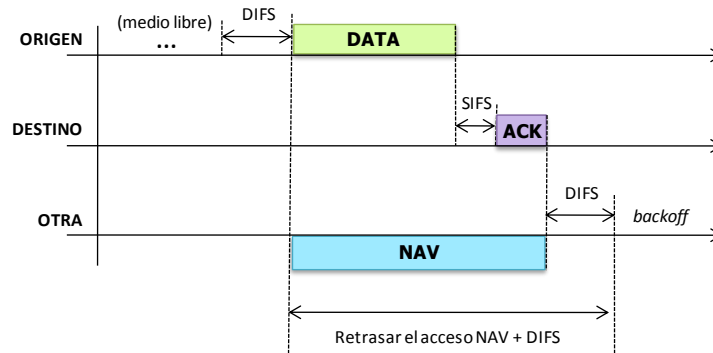 (medio libre)
...
DIFS
ORIGEN
DATA
SIFS
DESTINO
ACK
DIFS
OTRA
backoff
NAV
Retrasar el acceso NAV + DIFS